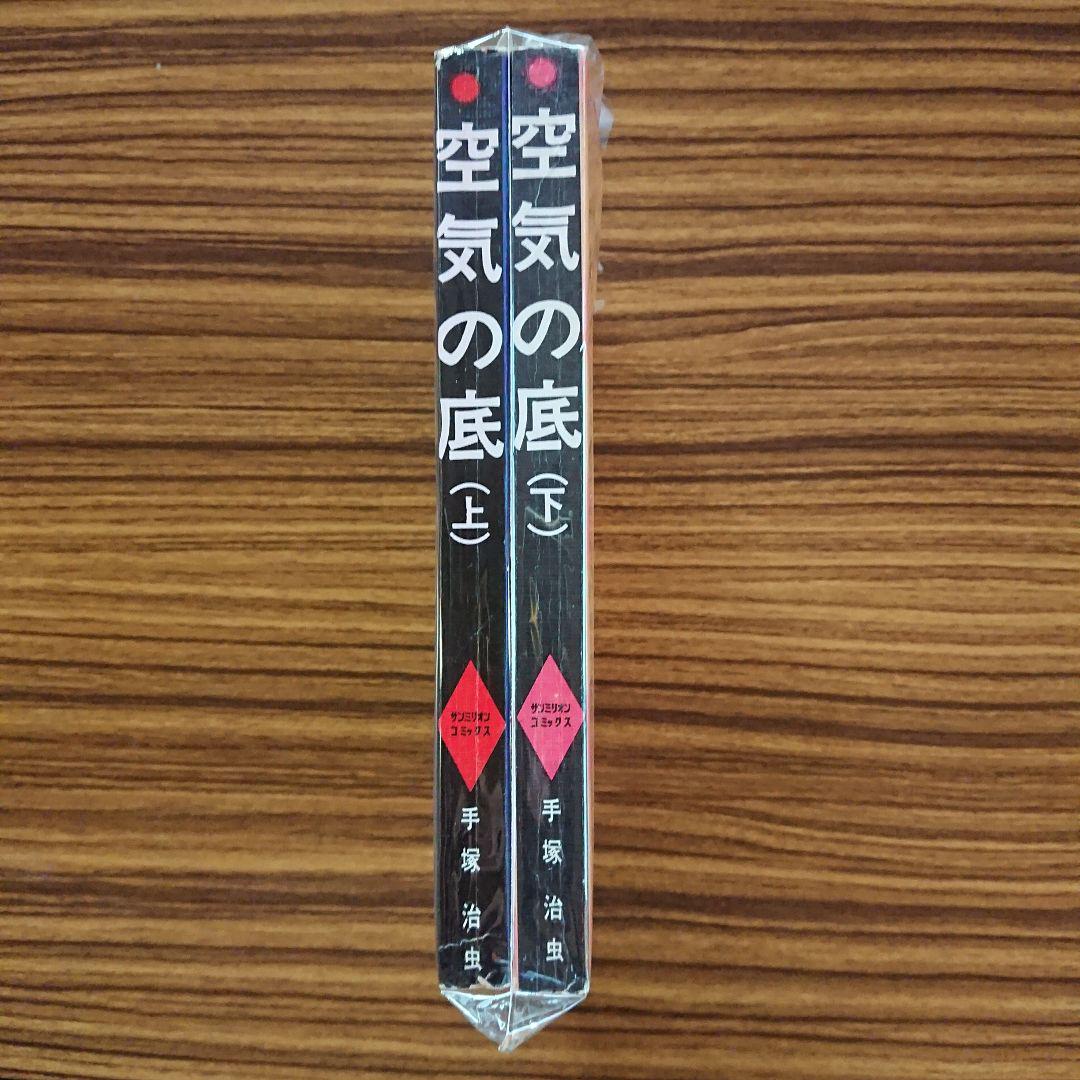 空気の底(上)
サンミリオン
コミックス
手塚治虫
空気の底(下)
サンミリオン
コミックス
手塚治虫